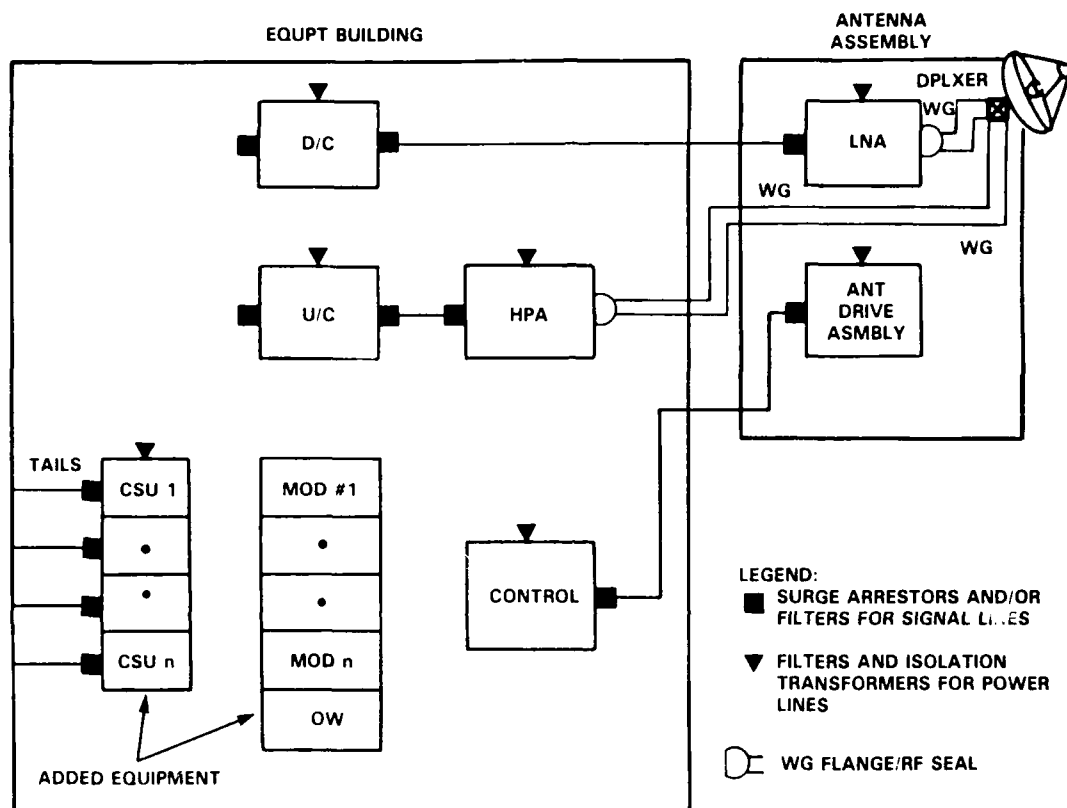 EQUPT BUILDING
ANTENNA
ASSEMBLY
DPLXER
WG
D/C
LNA
WG
WG
U/C
HPA
ANT
DRIVE
ASMBLY
TAILS
CSU 1
MOD #1
CONTROL
CSU n
MOD n
OW
ADDED EQUIPMENT
LEGEND:
SURGE ARRESTORS AND/OR
FILTERS FOR SIGNAL
FILTERS AND ISOLATION
TRANSFORMERS FOR POWER
LINES
WG FLANGE/RF SEAL